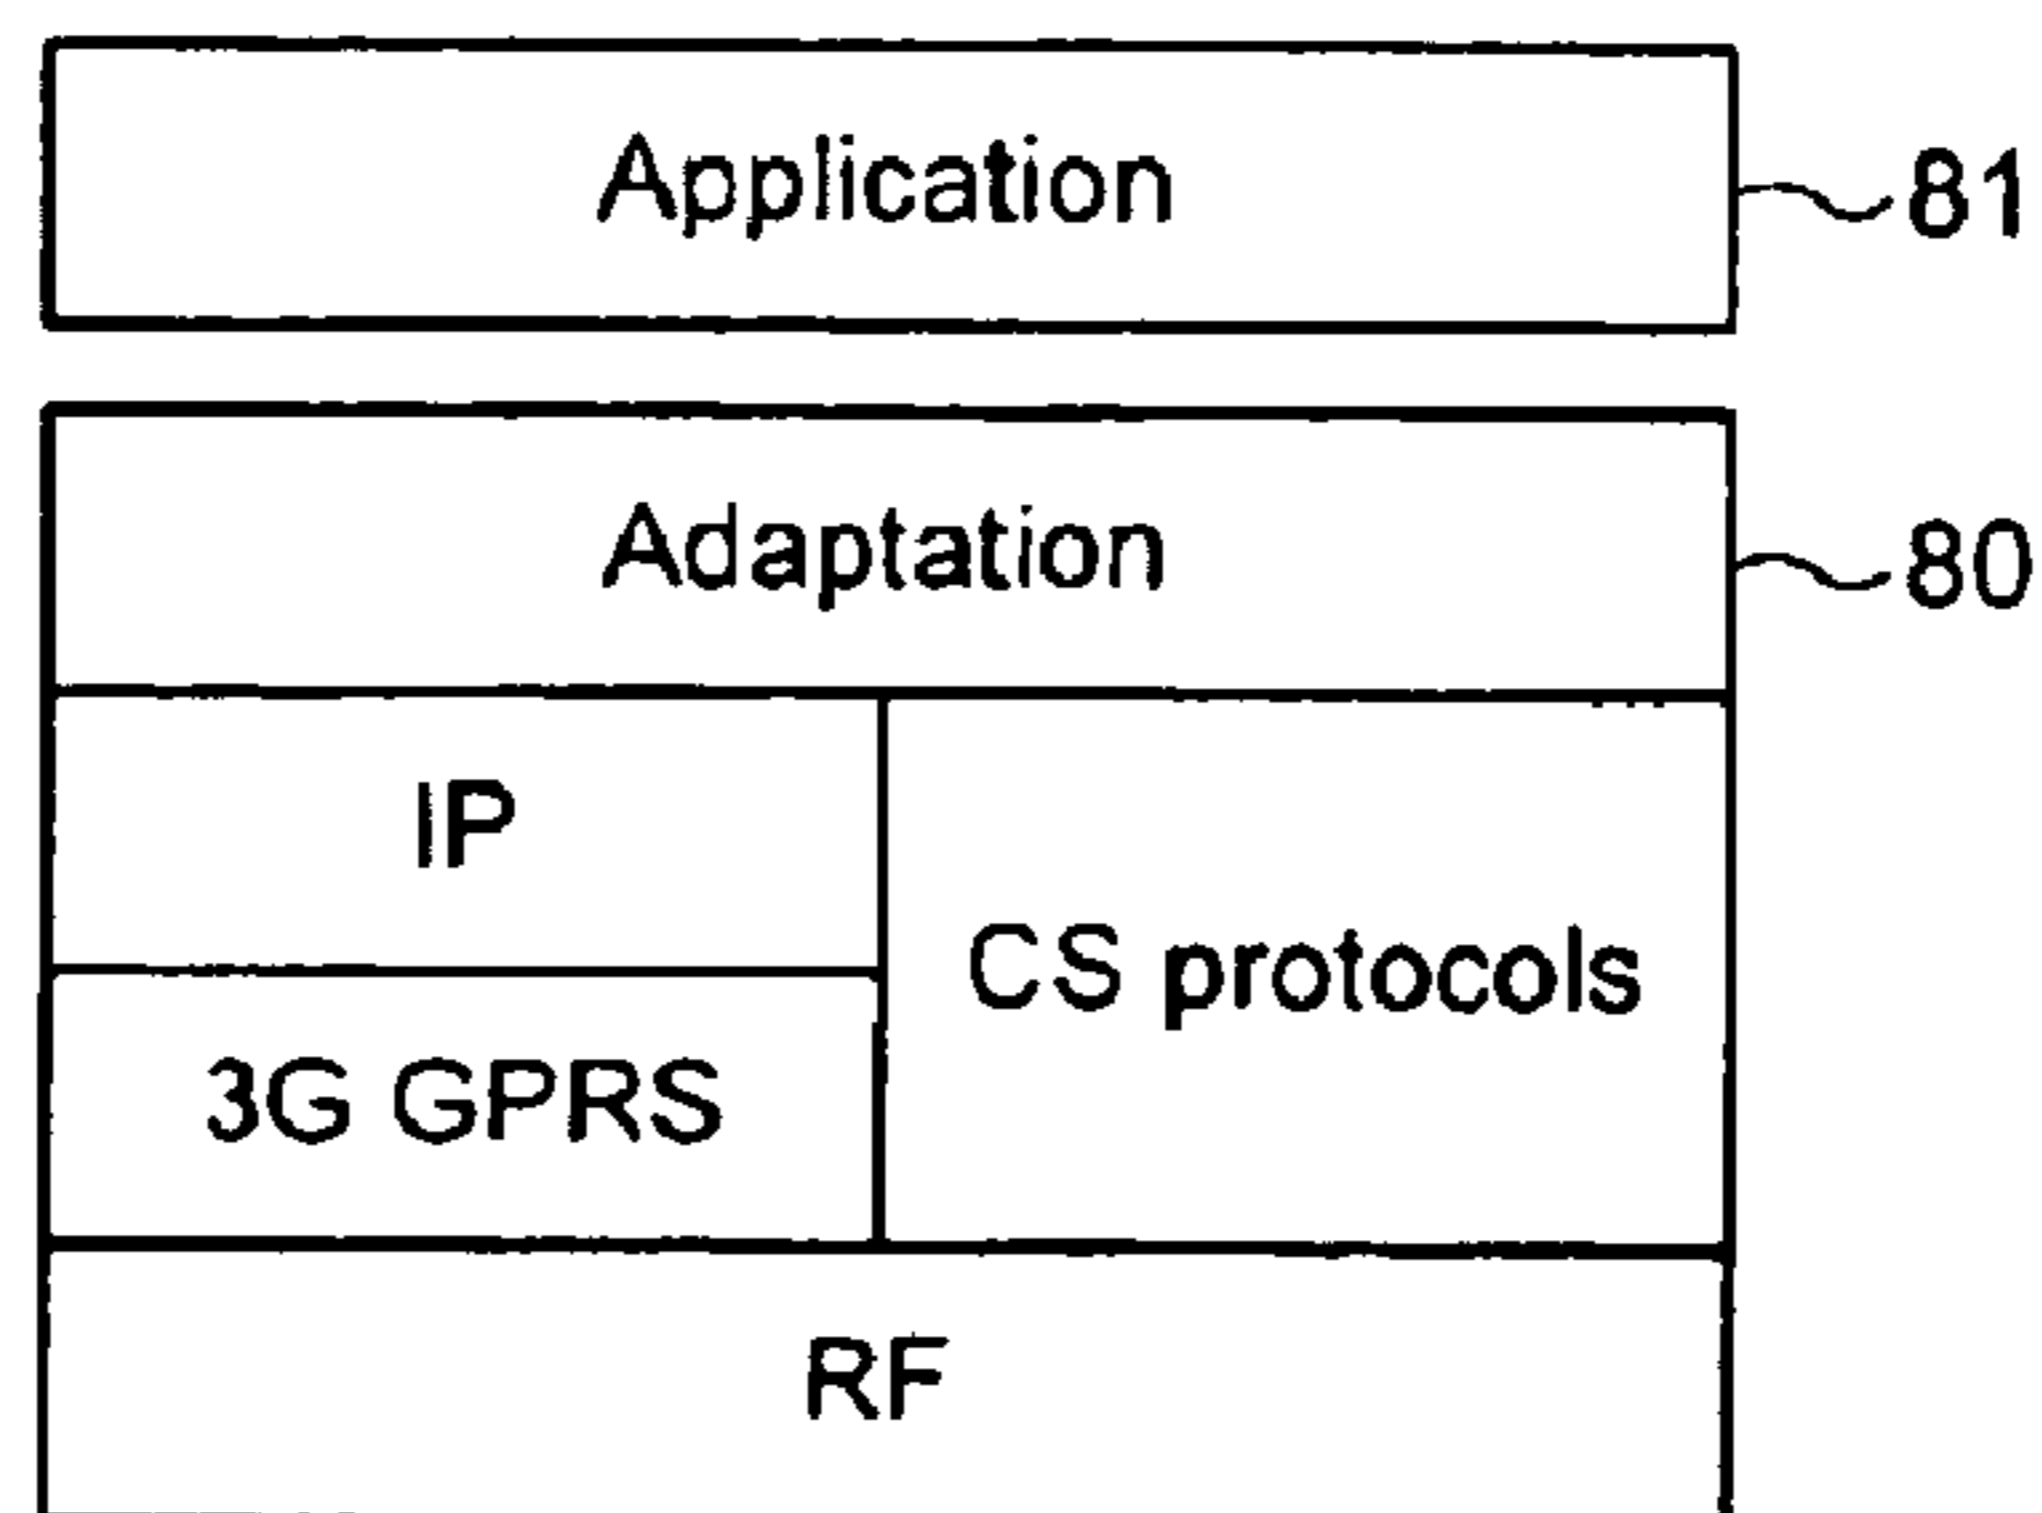 Application
81
Adaptation
80
IP
CS protocols
3G GPRS
RF